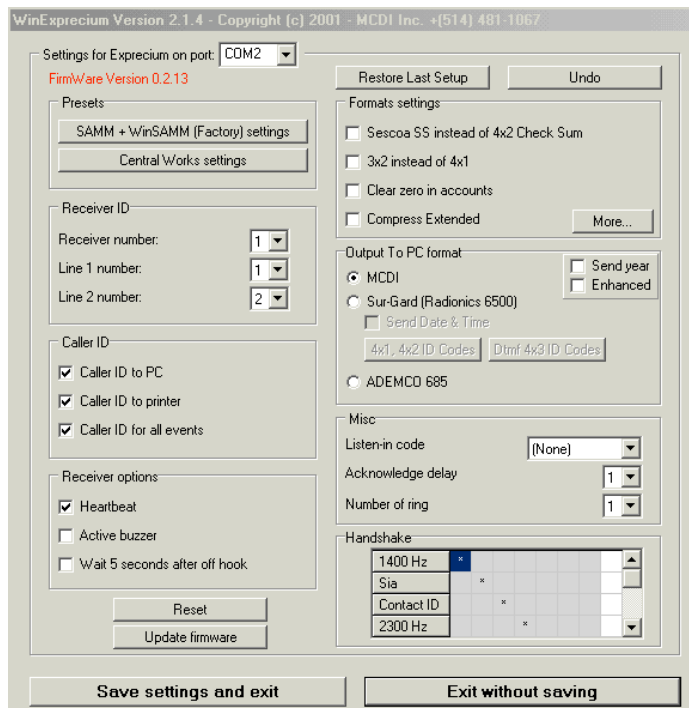 WinExprecium Version 2.1.4 - Copyright (c) 2001 - MCDI Inc. +(514) 481-1067
Settings for Exprecium on port: COM2
FirmWare Version 0.2.13
Restore Last Setup
Undo
Presets
SAMM + WinSAMM (Factory) settings
Central Works settings
Receiver ID
Receiver number: 1
Line 1 number: 1
Line 2 number: 2
Caller ID
Caller ID to PC
Caller ID to printer
Caller ID for all events
Receiver options
Heartbeat
Active buzzer
Wait 5 seconds after off hook
Reset
Update firmware
Formats settings
Sescoa SS instead of 4x2 Check Sum
3x2 instead of 4x1
Clear zero in accounts
Compress Extended
More...
Output To PC format
MCDI
Send year
Enhanced
Sur-Gard (Radionics 6500)
Send Date & Time
4x1, 4x2 ID Codes
Dtmf 4x3 ID Codes
ADEMCO 685
Misc
Listen-in code (None)
Acknowledge delay 1
Number of ring 1
Handshake
1400 Hz *
Sia *
Contact ID *
2300 Hz *
Save settings and exit
Exit without saving